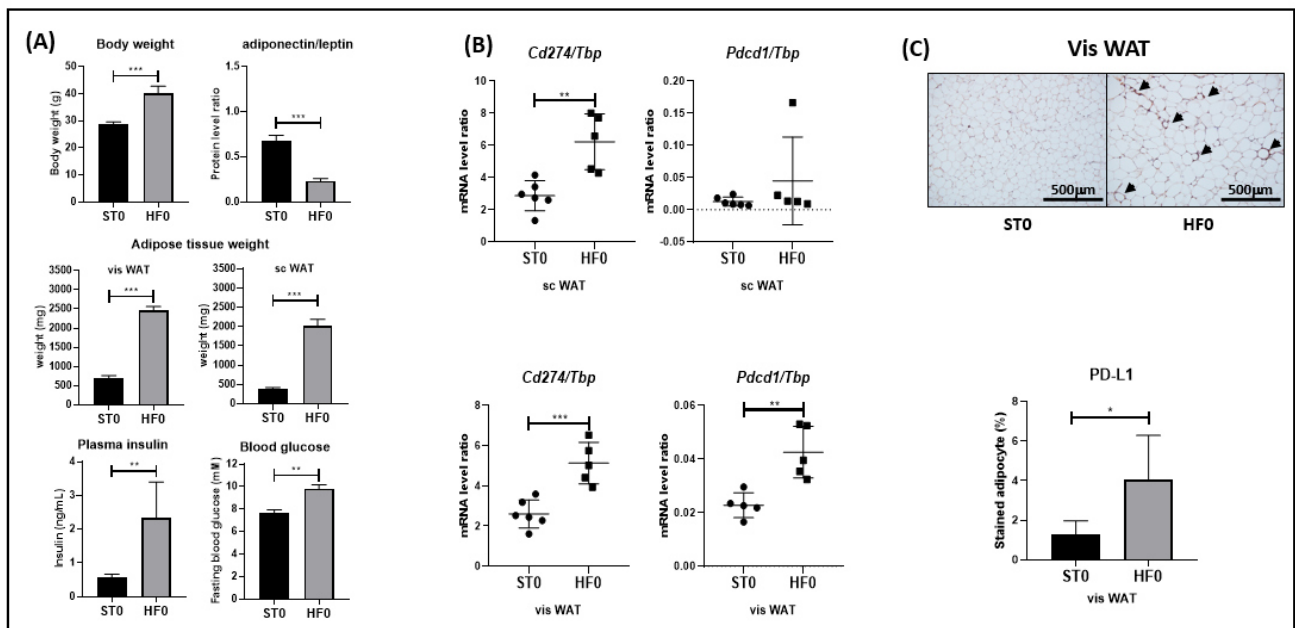 (A)
Body weight
Body weight (g)
50
40
30
20
10
0
***
ST0 HF0
adiponectin/leptin
Protein level ratio
1.5
1.0
0.5
0.0
***
ST0 HF0
Adipose tissue weight
vis WAT
weight (mg)
3500
3000
2500
2000
1500
1000
500
0
***
ST0 HF0
sc WAT
weight (mg)
3500
3000
2500
2000
1500
1000
500
0
***
ST0 HF0
Plasma insulin
Insulin (ng/mL)
4
3
2
1
0
**
ST0 HF0
Blood glucose
Fasting blood glucose (mM)
12
10
8
6
4
2
0
**
ST0 HF0
(B)
Cd274/Tbp
mRNA level ratio
10
8
6
4
2
0
**
ST0 HF0
sc WAT
Pdcd1/Tbp
mRNA level ratio
0.20
0.15
0.10
0.05
0.00
-0.05
ST0 HF0
sc WAT
Cd274/Tbp
mRNA level ratio
8
6
4
2
0
***
ST0 HF0
vis WAT
Pdcd1/Tbp
mRNA level ratio
0.06
0.04
0.02
0.00
**
ST0 HF0
vis WAT
(C)
Vis WAT
500µm
500µm
ST0 HF0
PD-L1
Stained adipocyte (%)
8
6
4
2
0
*
ST0 HF0
vis WAT